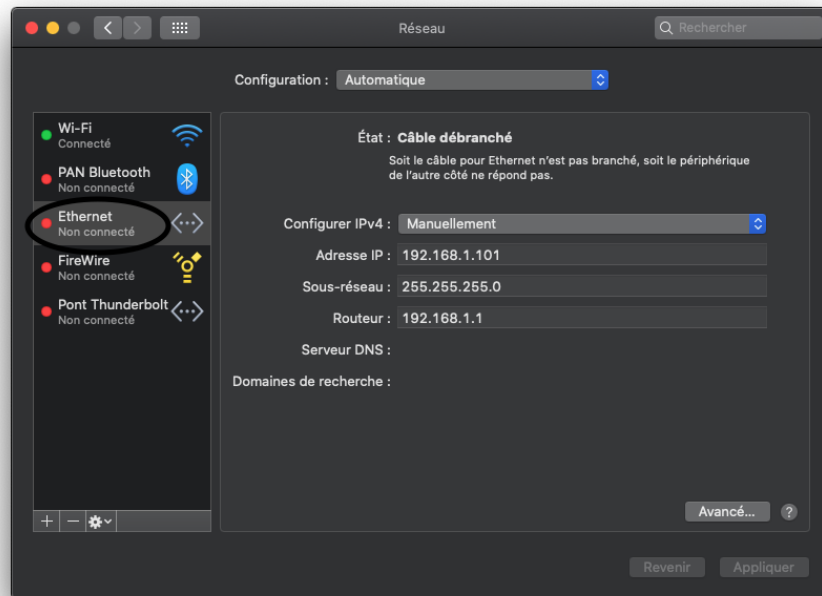 Réseau
Rechercher
Configuration : Automatique
Wi-Fi
Connecté
PAN Bluetooth
Non connecté
Ethernet
Non connecté
FireWire
Non connecté
Pont Thunderbolt
Non connecté
État : Câble débranché
Soit le câble pour Ethernet n'est pas branché, soit le périphérique
de l'autre côté ne répond pas.
Configurer IPv4 : Manuellement
Adresse IP : 192.168.1.101
Sous-réseau : 255.255.255.0
Routeur : 192.168.1.1
Serveur DNS :
Domaines de recherche :
Avancé... ?
Revenir Appliquer